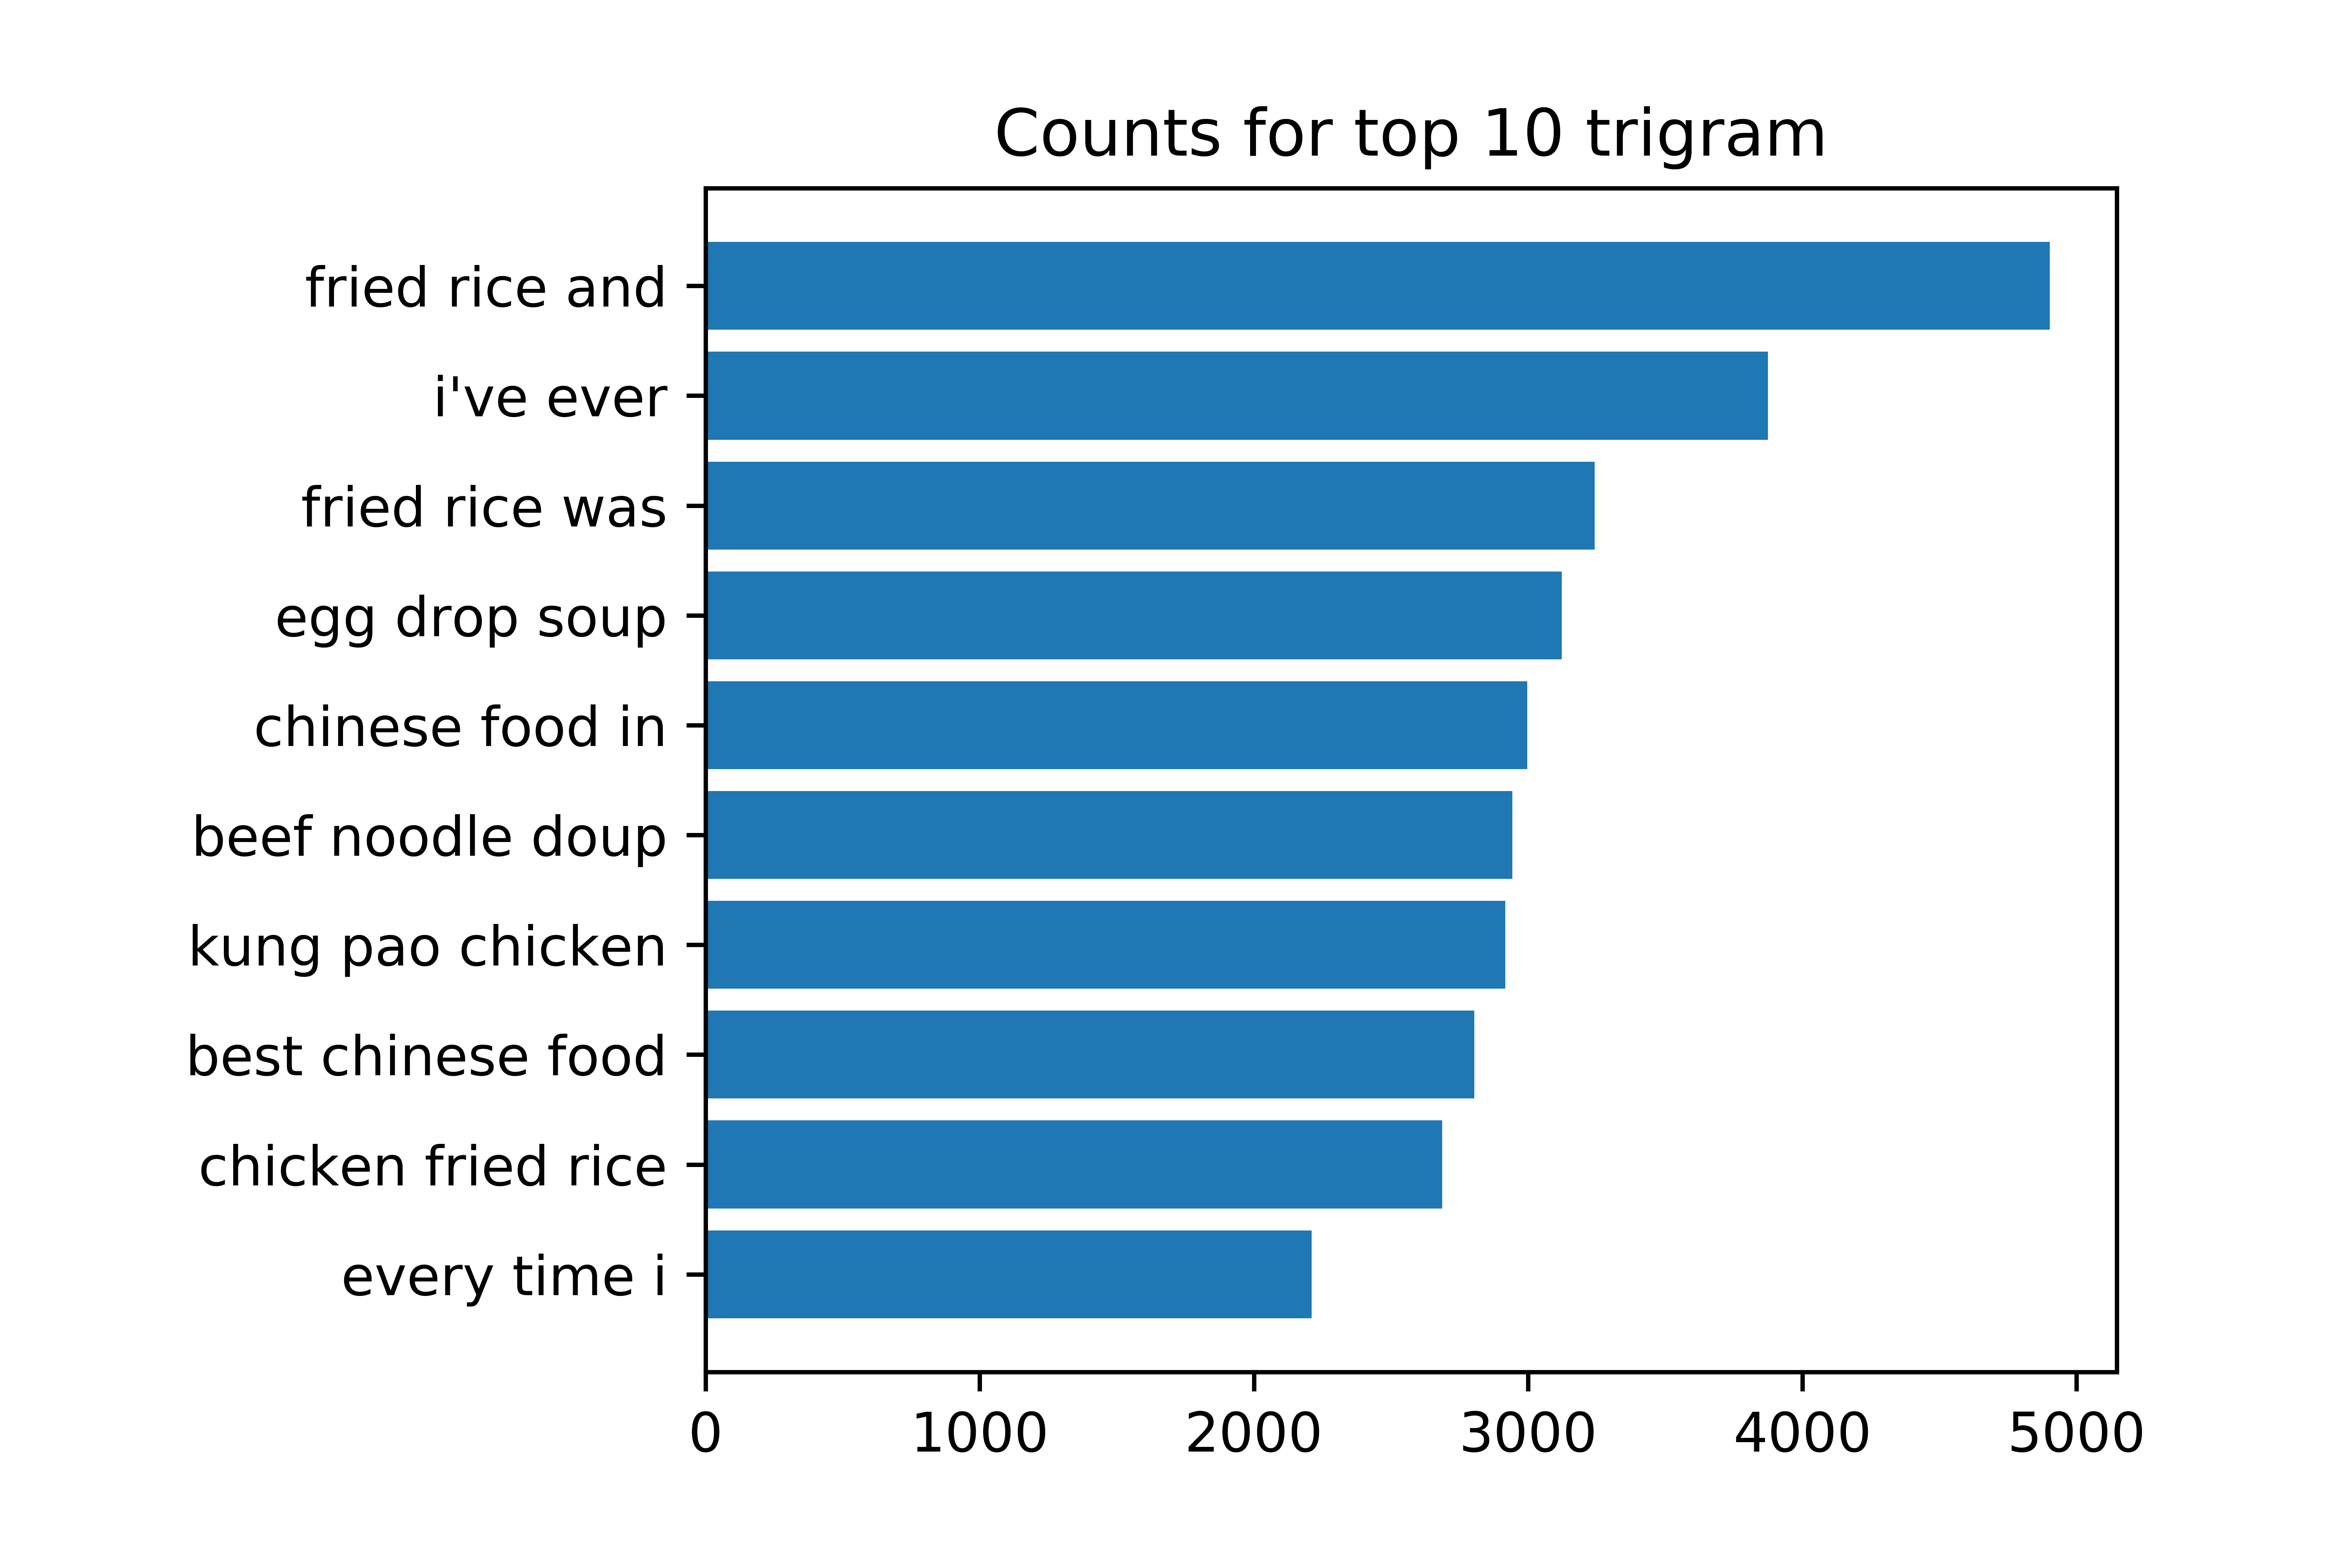 Counts for top 10 trigram
fried rice and
i've ever
fried rice was
egg drop soup
chinese food in
beef noodle doup
kung pao chicken
best chinese food
chicken fried rice
every time i
0 1000 2000 3000 4000 5000